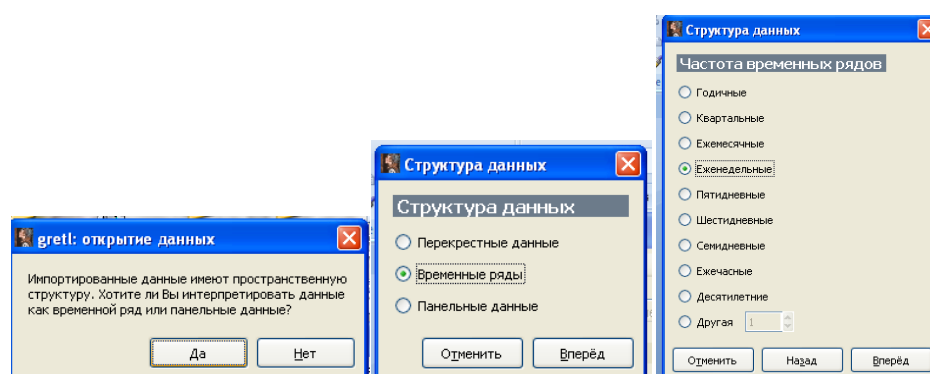 gretl: открытие данных
Импортированные данные имеют пространственную
структуру. Хотите ли Вы интерпретировать данные
как временной ряд или панельные данные?
Да
Нет
Структура данных
Структура данных
Перекрестные данные
Временные ряды
Панельные данные
Отменить
Вперёд
Структура данных
Частота временных рядов
Годичные
Квартальные
Ежемесячные
Еженедельные
Пятидневные
Шестидневные
Семидневные
Ежечасные
Десятилетние
Другая 1
Отменить
Назад
Вперёд